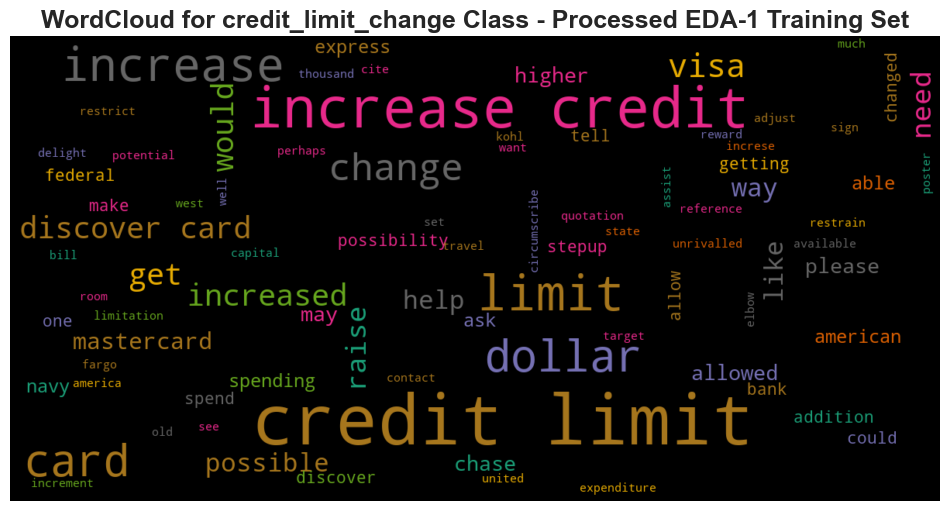 WordCloud for credit_limit_change Class - Processed EDA-1 Training Set
increase
express
thousand
cite
higher
visa
much
changed
need
restrict
would
increase credit
kohl
want
tell
adjust
reward
increse
sign
delight
potential
perhaps
federal
change
getting
way
able
poster
make
west
well
circumscribe
quotation
assist
reference
restrain
discover card
set
state
possibility
travel
stepup
unrivalled
available
bill
capital
get
like
please
room
increased
help
limit
allow
elbow
limitation
may
one
ask
raise
mastercard
target
american
dollar
fargo
navy
america
spending
contact
allowed
bank
spend
addition
old
see
credit limit
could
card
possible
chase
discover
united
increment
expenditure